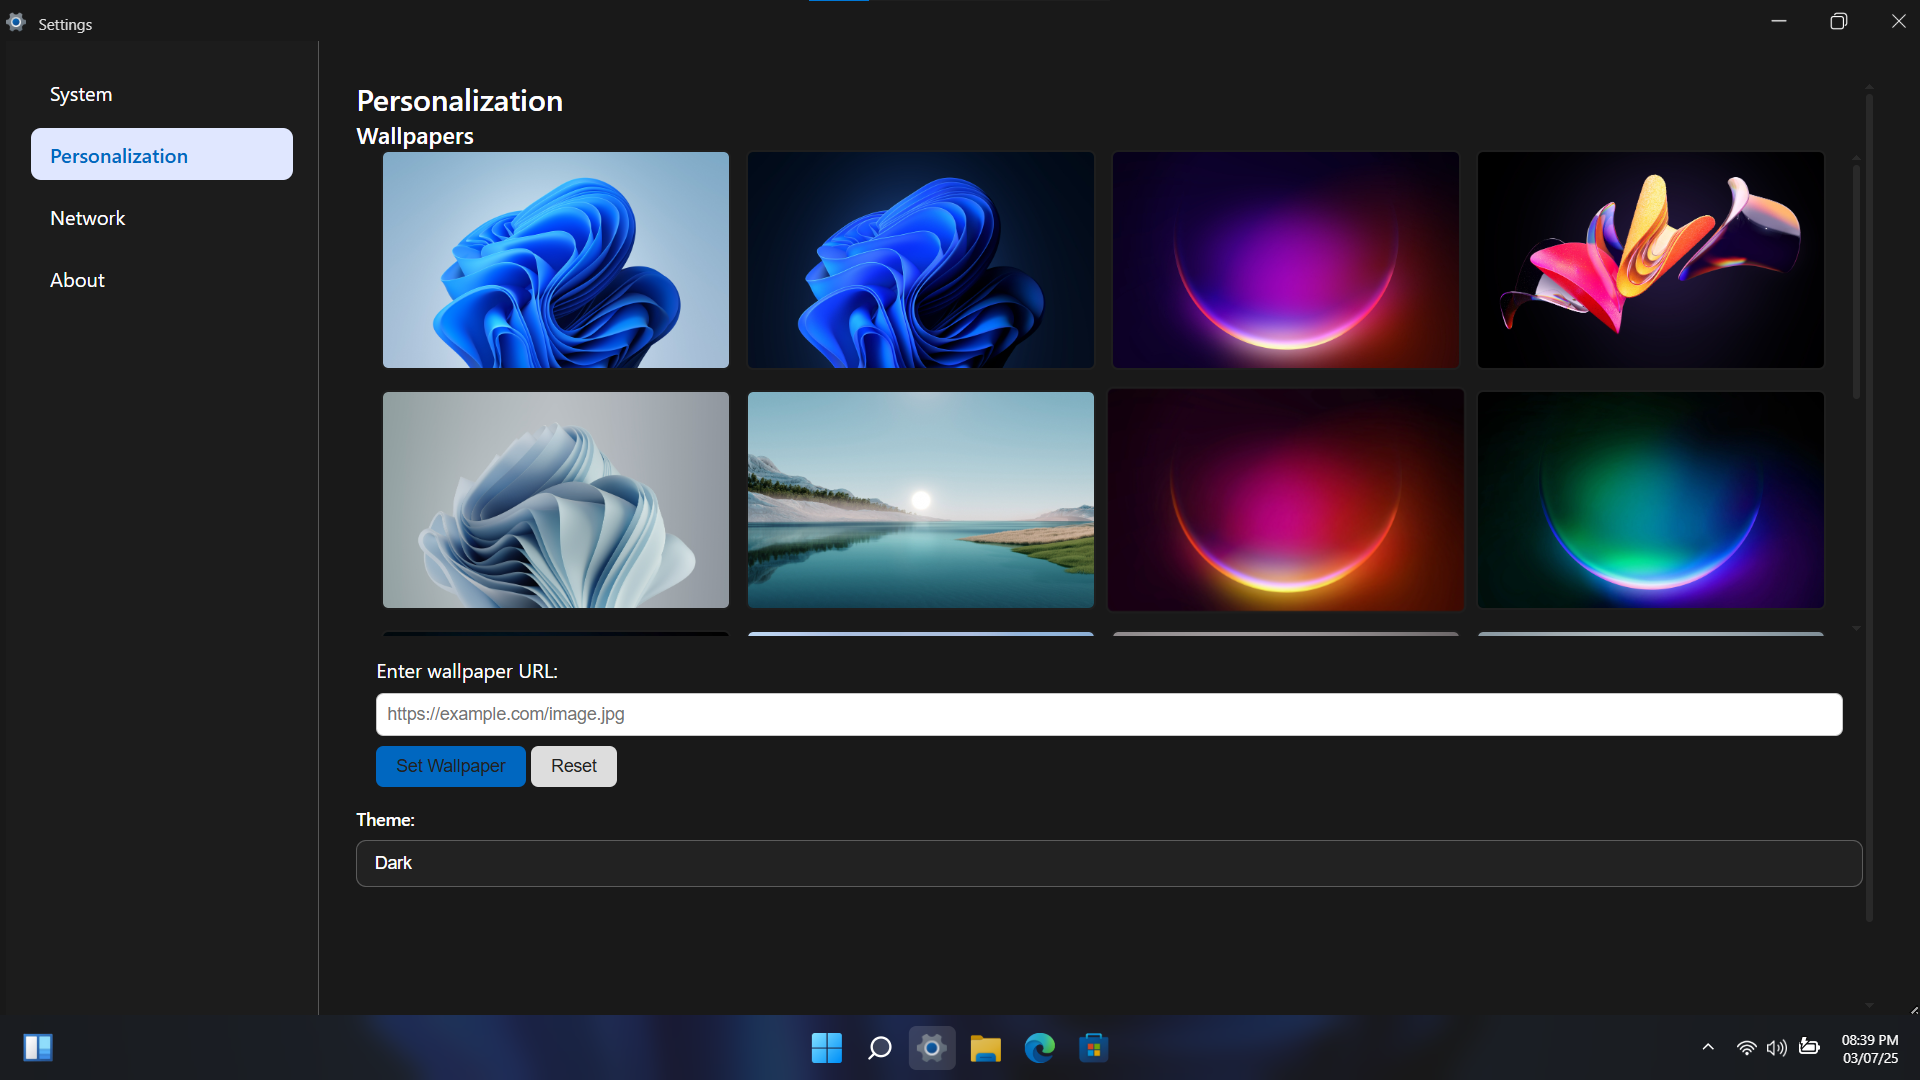 Settings
System
Personalization
Network
About
Personalization
Wallpapers
Enter wallpaper URL:
https://example.com/image.jpg
Set Wallpaper
Reset
Theme:
Dark
08:39 PM
03/07/25